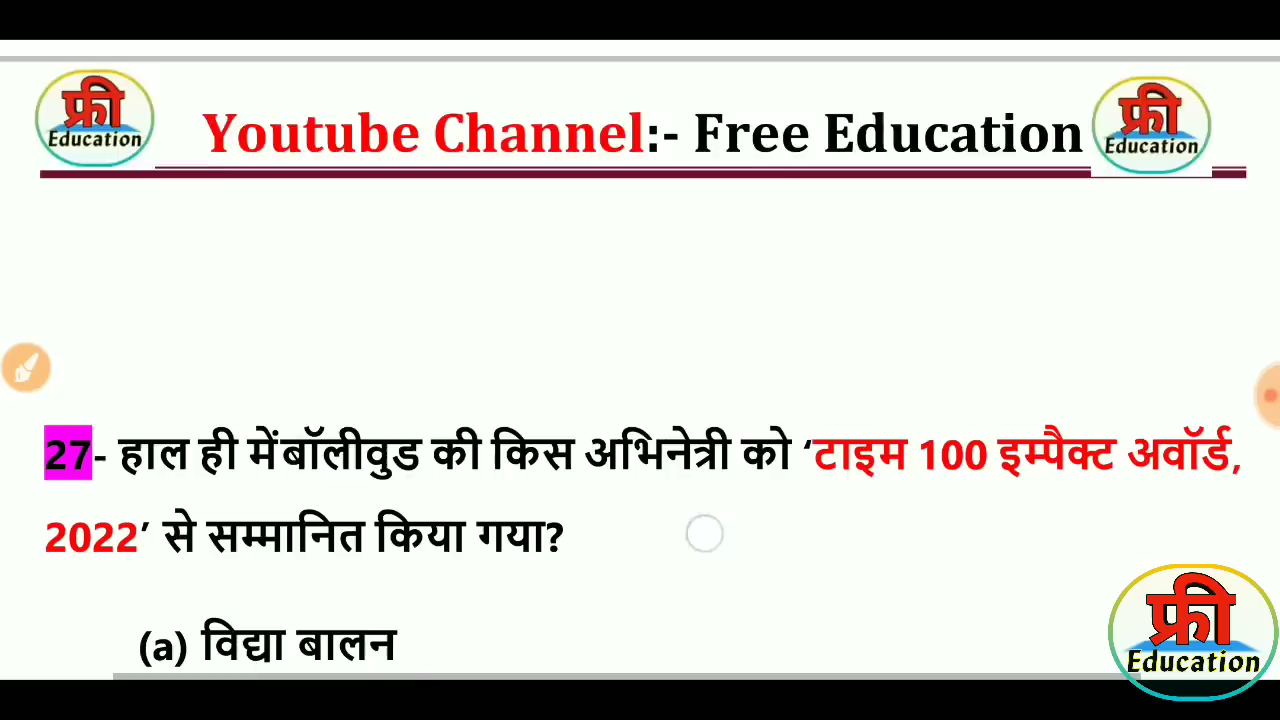 फ्री
Education
Youtube Channel:- Free Education
फ्री
Education
27- हाल ही मेंबॉलीवुड की किस अभिनेत्री को ‘टाइम 100 इम्पैक्ट अवॉर्ड,
2022’ से सम्मानित किया गया?
(a) विद्या बालन
फ्री
Education